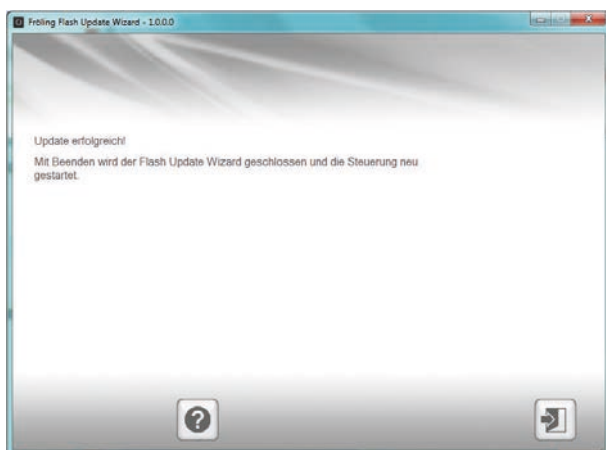 Fröling Flash Update Wizard - 1.0.0.0
Update erfolgreich!
Mit Beenden wird der Flash Update Wizard geschlossen und die Steuerung neu
gestartet.